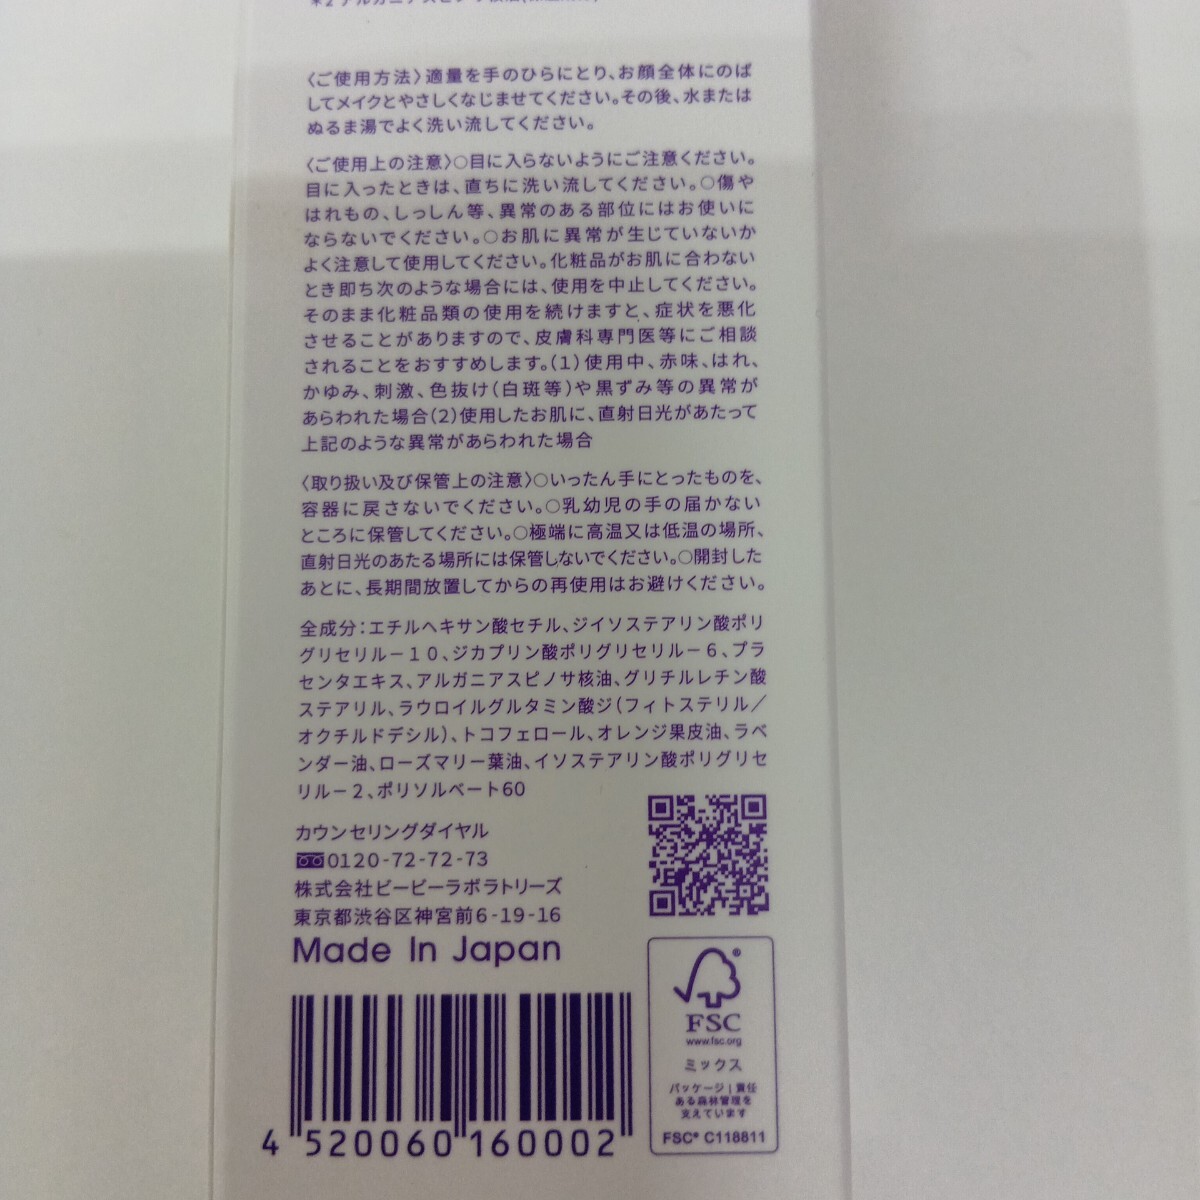 〈ご使用方法〉適量を手のひらにとり、お顔全体にのば
してメイクとやさしくなじませてください。その後、水または
ぬるま湯でよく洗い流してください。
〈ご使用上の注意〉○目に入らないようにご注意ください。
目に入ったときは、直ちに洗い流してください。○傷や
はれもの、しっしん等、異常のある部位にはお使いに
ならないでください。○お肌に異常が生じていないか
よく注意して使用してください。化粧品がお肌に合わない
とき即ち次のような場合には、使用を中止してください。
そのまま化粧品類の使用を続けますと、症状を悪化
させることがありますので、皮膚科専門医等にご相談
されることをおすすめします。(1)使用中、赤味、はれ、
かゆみ、刺激、色抜け(白斑等)や黒ずみ等の異常が
あらわれた場合(2)使用したお肌に、直射日光があたって
上記のような異常があらわれた場合
〈取り扱い及び保管上の注意〉○いったん手にとったものを、
容器に戻さないでください。○乳幼児の手の届かない
ところに保管してください。○極端に高温又は低温の場所、
直射日光のあたる場所には保管しないでください。○開封した
あとに、長期間放置してからの再使用はお避けください。
全成分：エチルヘキサン酸セチル、ジイソステアリン酸ポリ
グリセリル－10、ジカプリン酸ポリグリセリル－6、プラ
センタエキス、アルガニアスピノサ核油、グリチルレチン酸
ステアリル、ラウロイルグルタミン酸ジ(フィトステリル／
オクチルドデシル)、トコフェロール、オレンジ果皮油、ラベ
ンダー油、ローズマリー葉油、イソステアリン酸ポリグリセ
リル－2、ポリソルベート60
カウンセリングダイヤル
0120-72-72-73
株式会社ビービーラボラトリーズ
東京都渋谷区神宮前6-19-16
Made In Japan
4 520060 160002
FSC®
www.fsc.org
ミックス
パッケージ｜責任
ある森林管理を
支えています
FSC® C118811